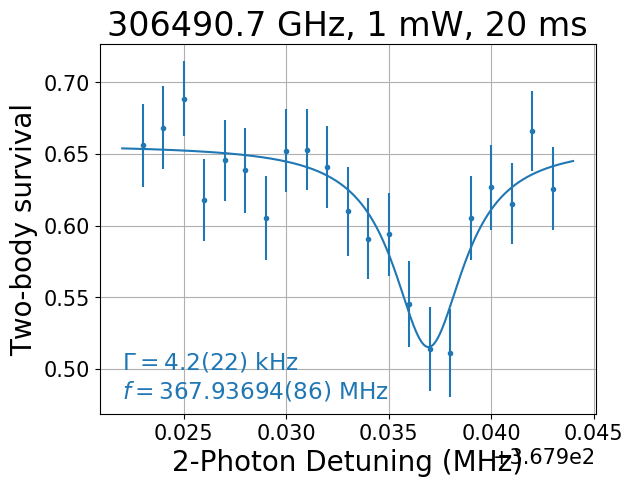 306490.7 GHz, 1 mW, 20 ms
Two-body survival
0.70
0.65
0.60
0.55
0.50
Γ = 4.2(22) kHz
f = 367.93694(86) MHz
0.025
0.030
0.035
0.040
0.045
2-Photon Detuning (MHz)
+3.679e2